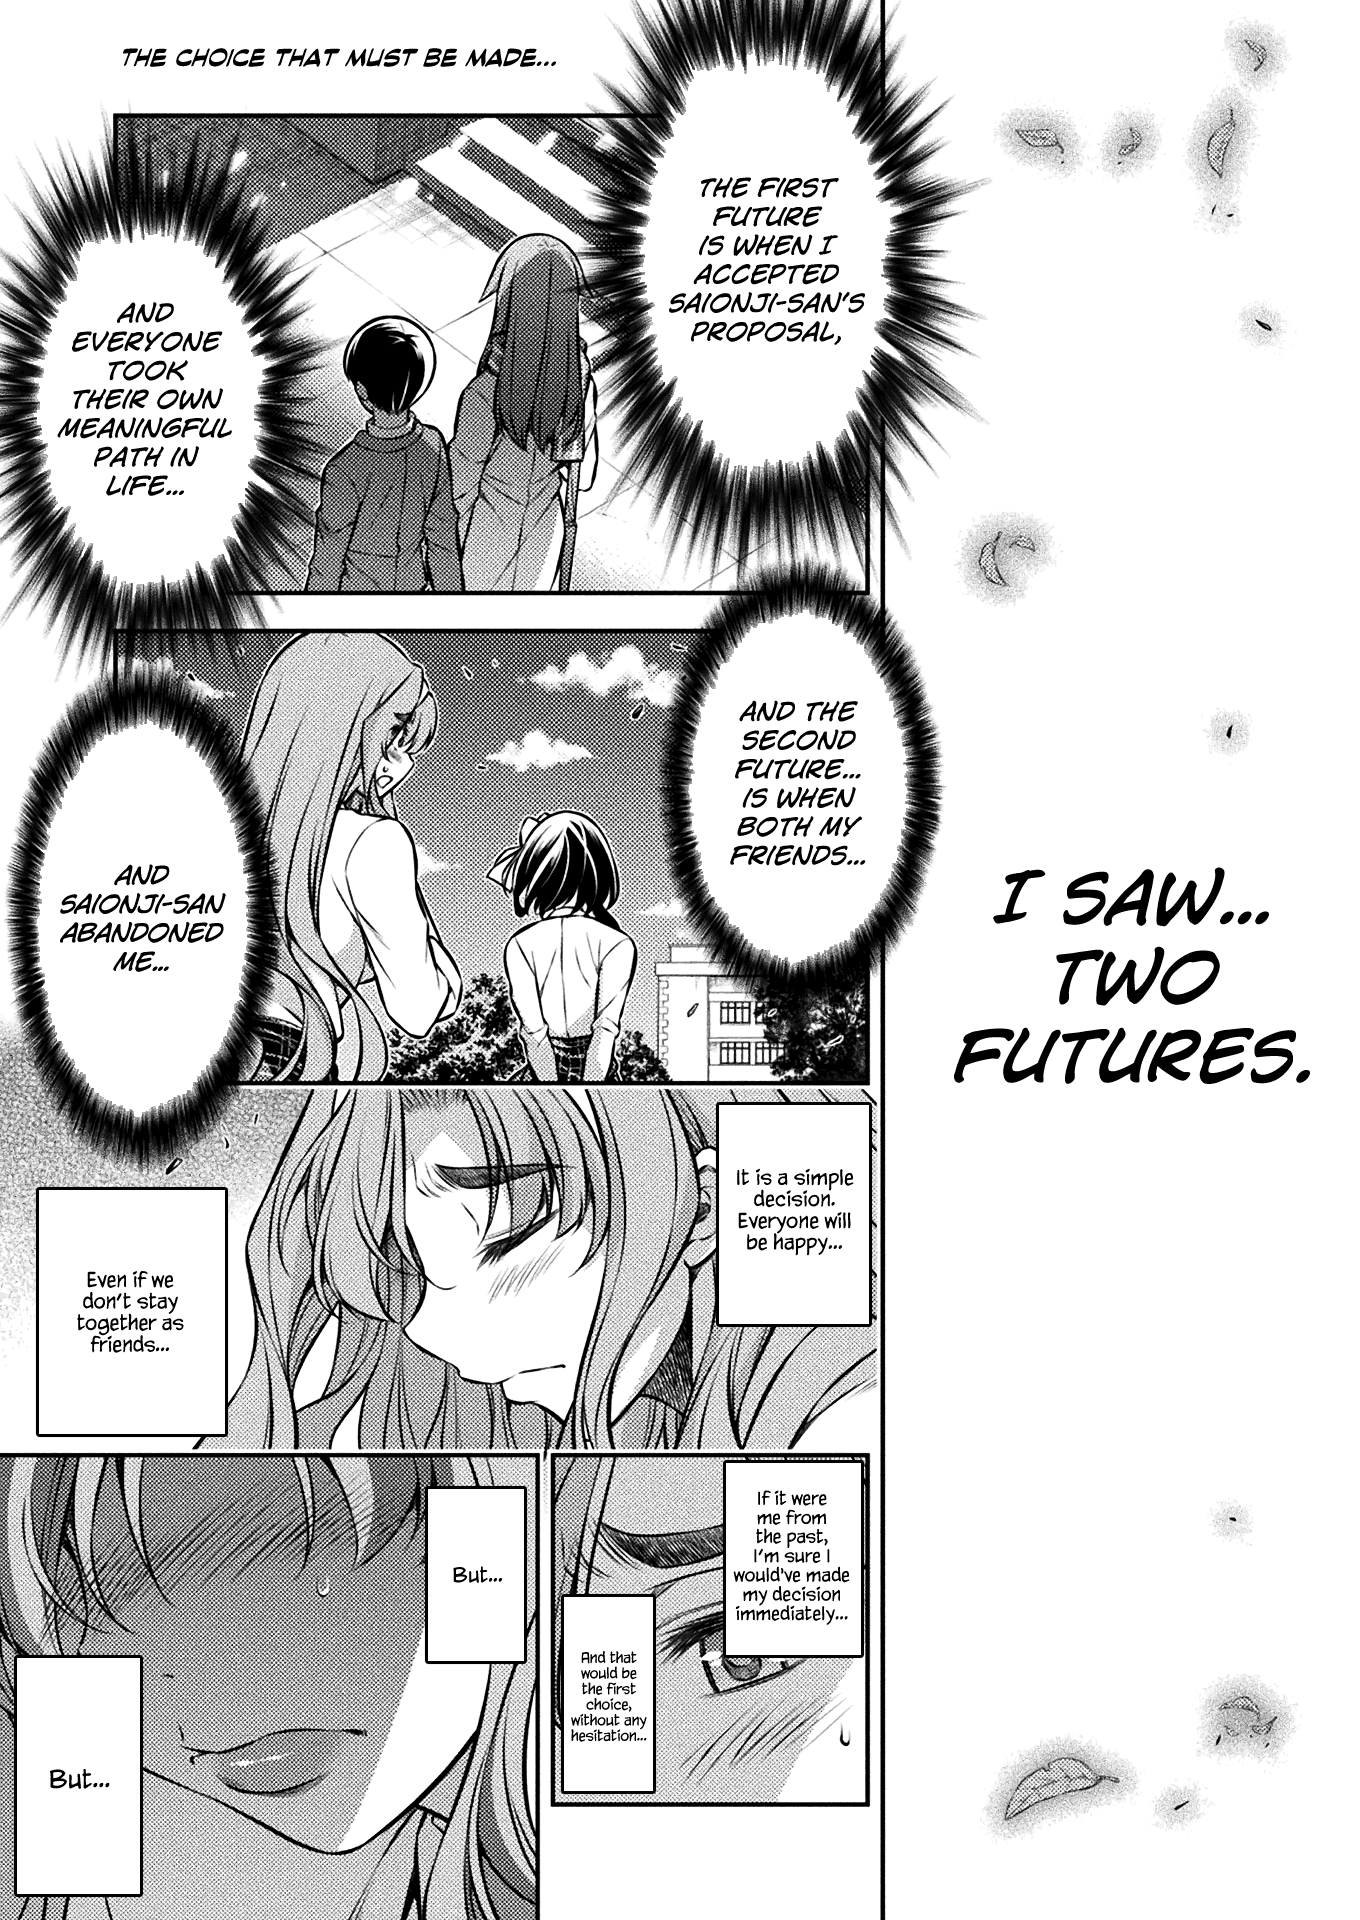 THE CHOICE THAT MUST BE MADE...
I SAW...
TWO
FUTURES.
THE FIRST
FUTURE
IS WHEN I
ACCEPTED
SAIONJI-SAN'S
PROPOSAL,
AND
EVERYONE
TOOK
THEIR OWN
MEANINGFUL
PATH IN
LIFE...
AND THE
SECOND
FUTURE...
IS WHEN
BOTH MY
FRIENDS...
AND
SAIONJI-SAN
ABANDONED
ME...
It is a simple
decision.
Everyone will
be happy...
Even if we
don't stay
together as
friends...
If it were
me from
the past,
I'm sure I
would've made
my decision
immediately...
And that
would be
the first
choice,
without any
hesitation...
But...
But...